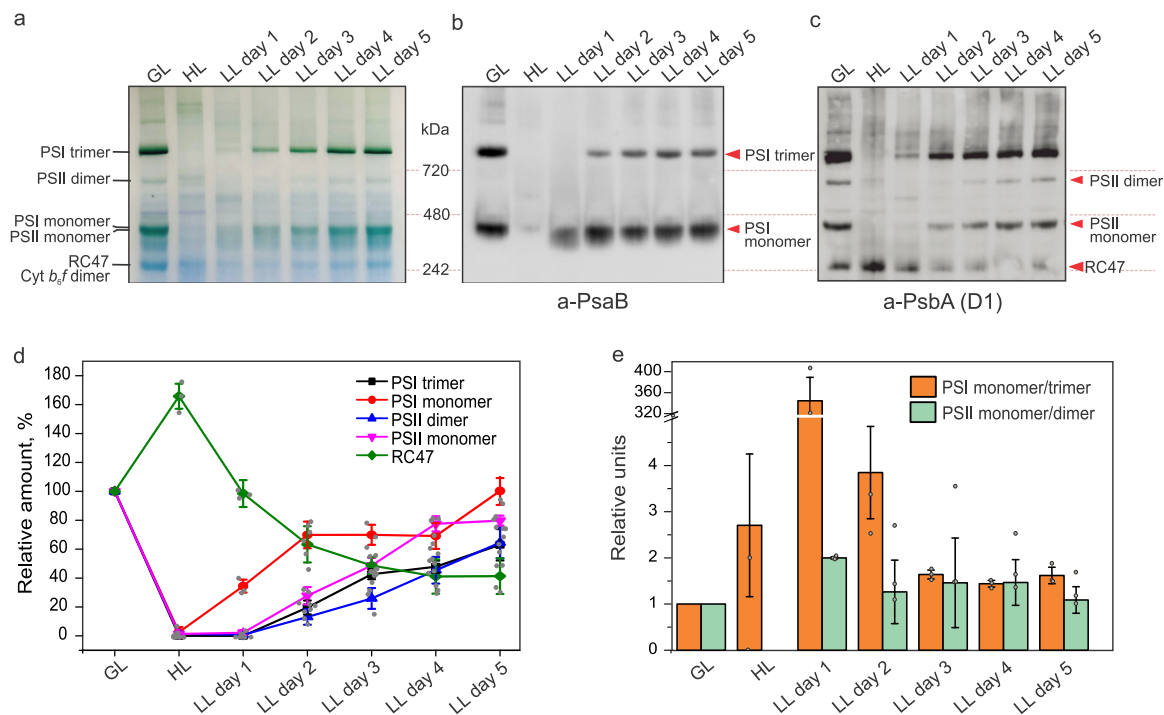 a
GL HL LL day 1 LL day 2 LL day 3 LL day 4 LL day 5
PSI trimer
PSII dimer
PSI monomer
PSII monomer
RC47
Cyt b₆f dimer
kDa
720
480
242
b
GL HL LL day 1 LL day 2 LL day 3 LL day 4 LL day 5
PSI trimer
PSI
monomer
a-PsaB
c
GL HL LL day 1 LL day 2 LL day 3 LL day 4 LL day 5
PSII dimer
PSII
monomer
RC47
a-PsbA (D1)
d
Relative amount, %
180
160
140
120
100
80
60
40
20
0
PSI trimer
PSI monomer
PSII dimer
PSII monomer
RC47
GL HL LL day 1 LL day 2 LL day 3 LL day 4 LL day 5
e
Relative units
400
360
320
4
2
1
0
PSI monomer/trimer
PSII monomer/dimer
GL HL LL day 1 LL day 2 LL day 3 LL day 4 LL day 5